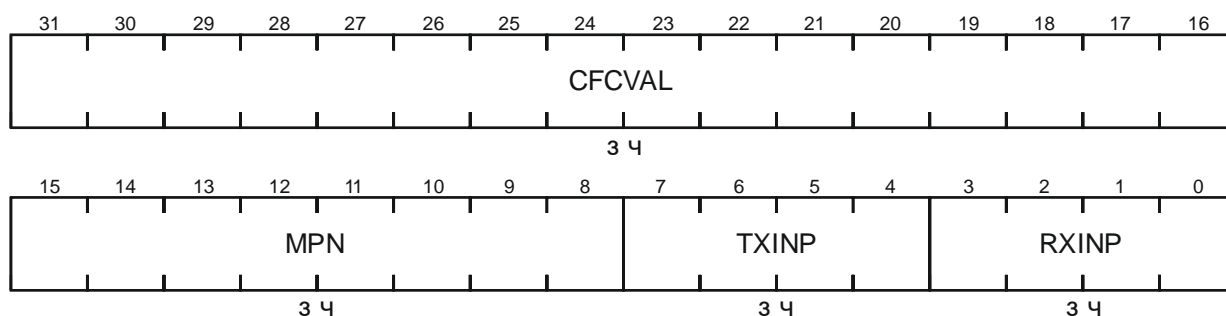 31 30 29 28 27 26 25 24 23 22 21 20 19 18 17 16
CFCVAL
з ч
15 14 13 12 11 10 9 8 7 6 5 4 3 2 1 0
MPN TXINP RXINP
з ч з ч з ч